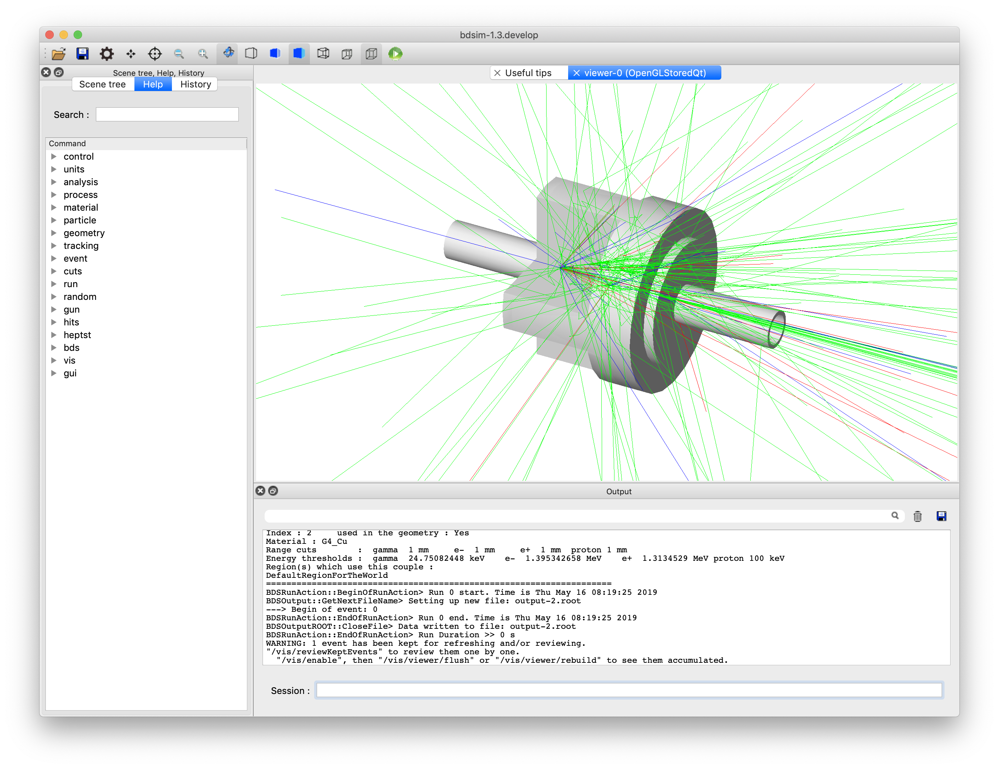 bdsim-1.3.develop
Scene tree, Help, History
Scene tree Help History
Search :
Command
control
units
analysis
process
material
particle
geometry
tracking
event
cuts
run
random
gun
hits
heptst
bds
vis
gui
Useful tips viewer-0 (OpenGLStoredQt)
Output
Index : 2 used in the geometry : Yes
Material : G4_Cu
Range cuts : gamma 1 mm e- 1 mm e+ 1 mm proton 1 mm
Energy thresholds : gamma 24.75082448 keV e- 1.395342658 MeV e+ 1.3134529 MeV proton 100 keV
Region(s) which use this couple :
DefaultRegionForTheWorld
====================================================================
BDSRunAction::BeginOfRunAction> Run 0 start. Time is Thu May 16 08:19:25 2019
BDSOutput::GetNextFileName> Setting up new file: output-2.root
---> Begin of event: 0
BDSRunAction::EndOfRunAction> Run 0 end. Time is Thu May 16 08:19:25 2019
BDSOutputROOT::CloseFile> Data written to file: output-2.root
BDSRunAction::EndOfRunAction> Run Duration >> 0 s
WARNING: 1 event has been kept for refreshing and/or reviewing.
"/vis/reviewKeptEvents" to review them one by one.
"/vis/enable", then "/vis/viewer/flush" or "/vis/viewer/rebuild" to see them accumulated.
Session :